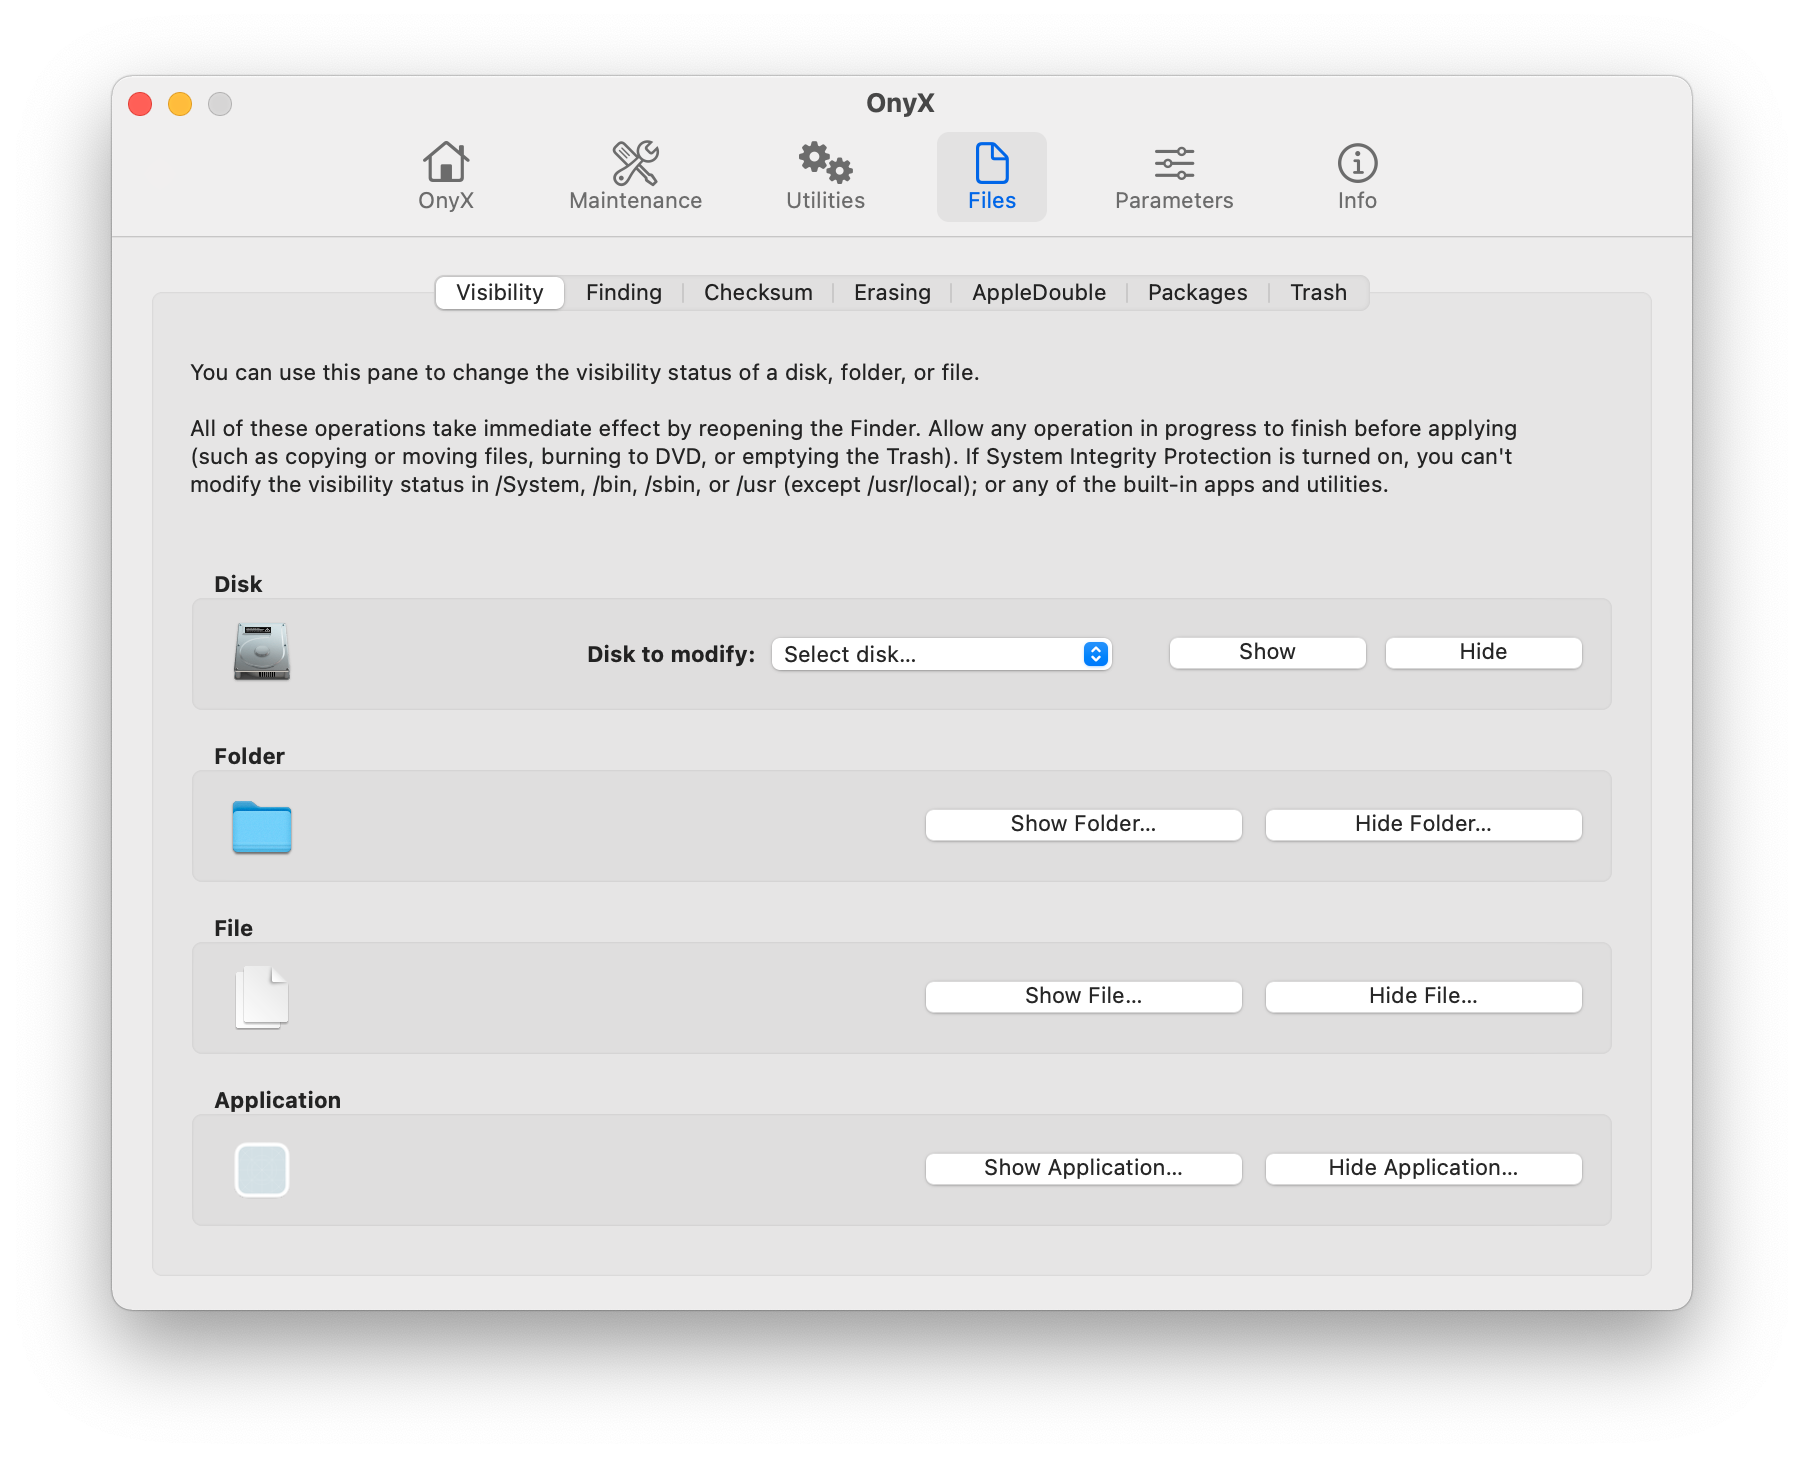 OnyX
OnyX
Maintenance
Utilities
Files
Parameters
Info
Visibility
Finding
Checksum
Erasing
AppleDouble
Packages
Trash
You can use this pane to change the visibility status of a disk, folder, or file.
All of these operations take immediate effect by reopening the Finder. Allow any operation in progress to finish before applying
(such as copying or moving files, burning to DVD, or emptying the Trash). If System Integrity Protection is turned on, you can't
modify the visibility status in /System, /bin, /sbin, or /usr (except /usr/local); or any of the built-in apps and utilities.
Disk
Disk to modify:
Select disk...
Show
Hide
Folder
Show Folder...
Hide Folder...
File
Show File...
Hide File...
Application
Show Application...
Hide Application...